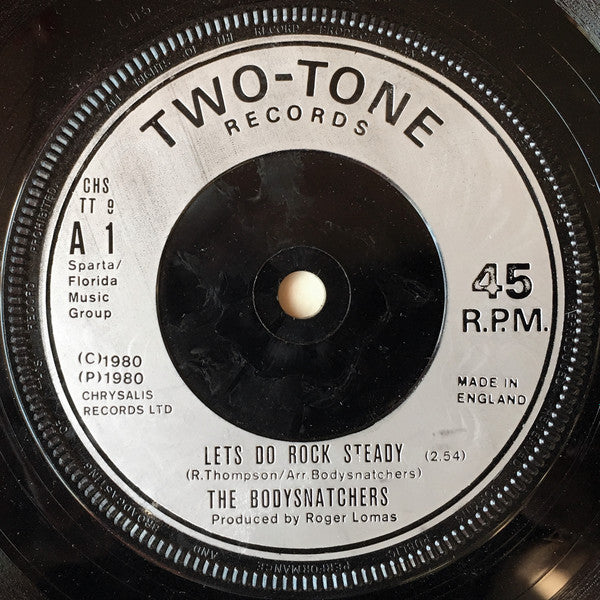 TWO-TONE
RECORDS
CHS
TT 9
A 1
Sparta/
Florida
Music
Group
45
R.P.M.
(C)1980
(P)1980
CHRYSALIS
RECORDS LTD
MADE IN
ENGLAND
LETS DO ROCK STEADY (2.54)
(R.Thompson/Arr.Bodysnatchers)
THE BODYSNATCHERS
Produced by Roger Lomas